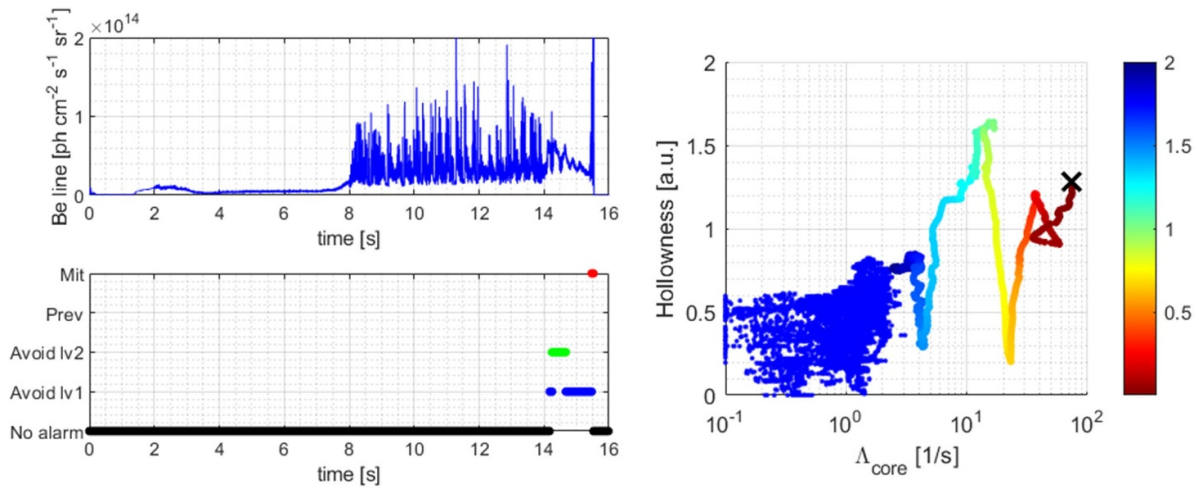 ×10^14
2
1
0
Be line [ph cm^-2 s^-1 sr^-1]
0 2 4 6 8 10 12 14 16
time [s]
Mit
Prev
Avoid lv2
Avoid lv1
No alarm
0 2 4 6 8 10 12 14 16
time [s]
2
1.5
1
0.5
0
Hollowness [a.u.]
10^-1 10^0 10^1 10^2
Λ_core [1/s]
2
1.5
1
0.5